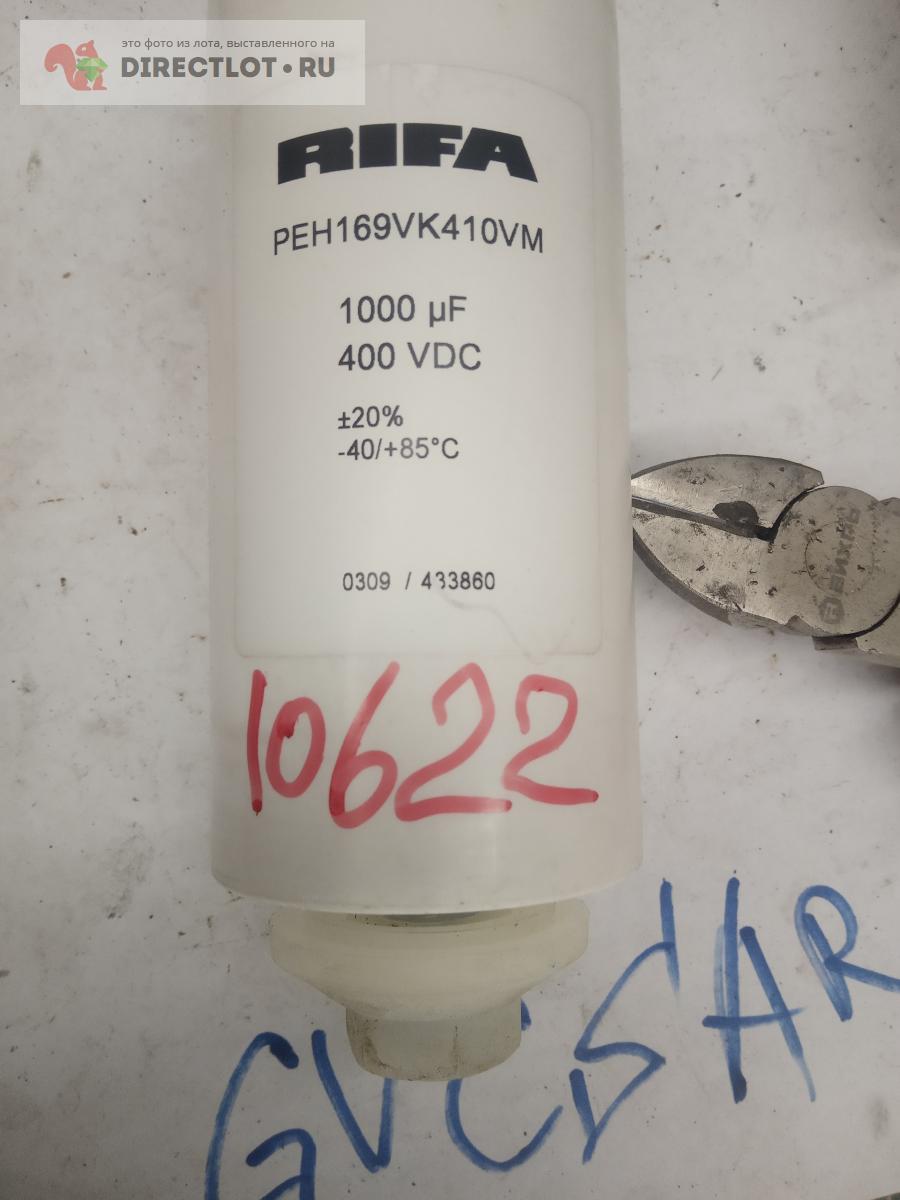 это фото из лота, выставленного на
DIRECTLOT•RU
RIFA
PEH169VK410VM
1000 µF
400 VDC
±20%
-40/+85°C
0309 / 433860
ВИХРЬ
10622